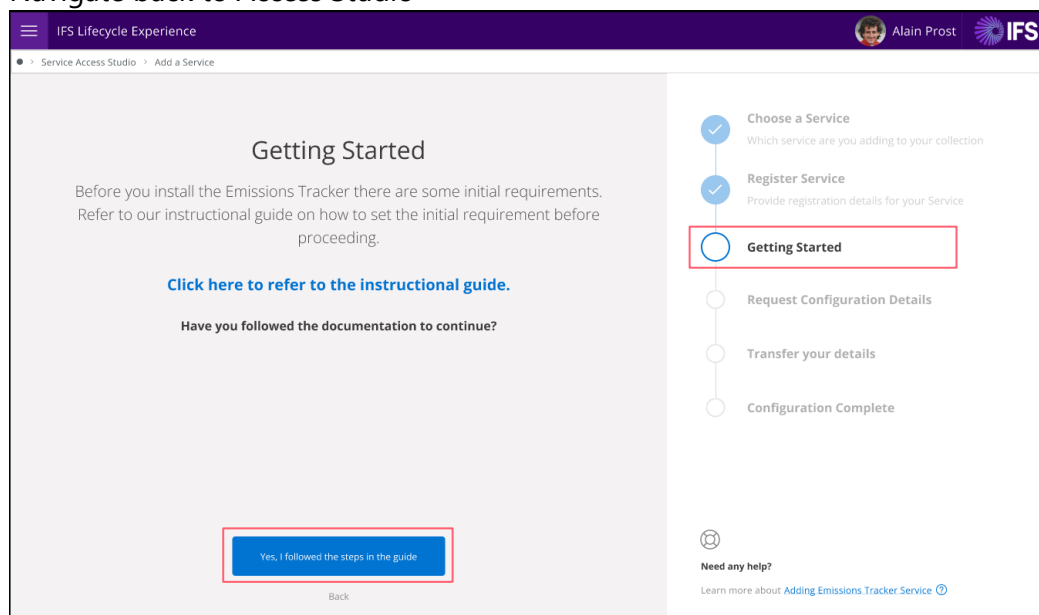 Navigate back to Access Studio
IFS Lifecycle Experience
Alain Prost
IFS
Service Access Studio > Add a Service
Getting Started
Before you install the Emissions Tracker there are some initial requirements.
Refer to our instructional guide on how to set the initial requirement before
proceeding.
Click here to refer to the instructional guide.
Have you followed the documentation to continue?
Yes, I followed the steps in the guide
Back
Choose a Service
Which service are you adding to your collection
Register Service
Provide registration details for your Service
Getting Started
Request Configuration Details
Transfer your details
Configuration Complete
Need any help?
Learn more about Adding Emissions Tracker Service ?